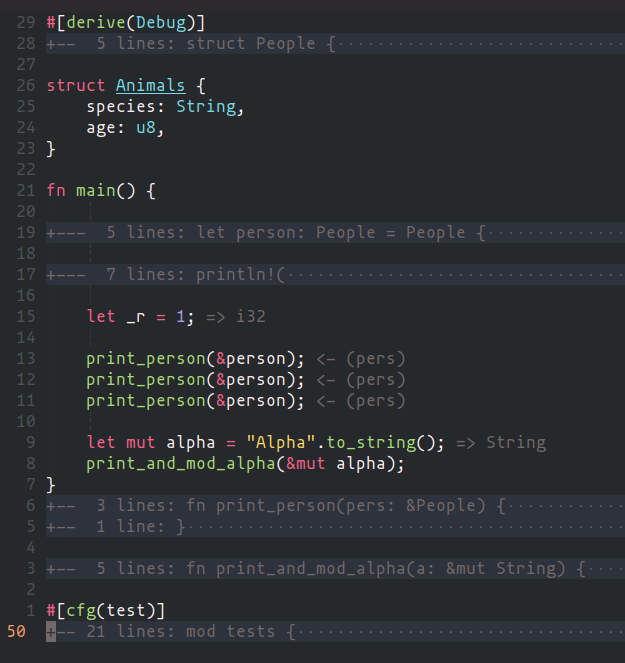 29 #[derive(Debug)]
28 +--  5 lines: struct People {····························
27
26 struct Animals {
25     species: String,
24     age: u8,
23 }
22
21 fn main() {
20
19 +---  5 lines: let person: People = People {··············
18
17 +---  7 lines: println!(··································
16
15     let _r = 1; => i32
14
13     print_person(&person); <- (pers)
12     print_person(&person); <- (pers)
11     print_person(&person); <- (pers)
10
9     let mut alpha = "Alpha".to_string(); => String
8     print_and_mod_alpha(&mut alpha);
7 }
6 +--  3 lines: fn print_person(pers: &People) {············
5 +--  1 line: }············································
4
3 +--  5 lines: fn print_and_mod_alpha(a: &mut String) {····
2
1 #[cfg(test)]
50 +-- 21 lines: mod tests {·································